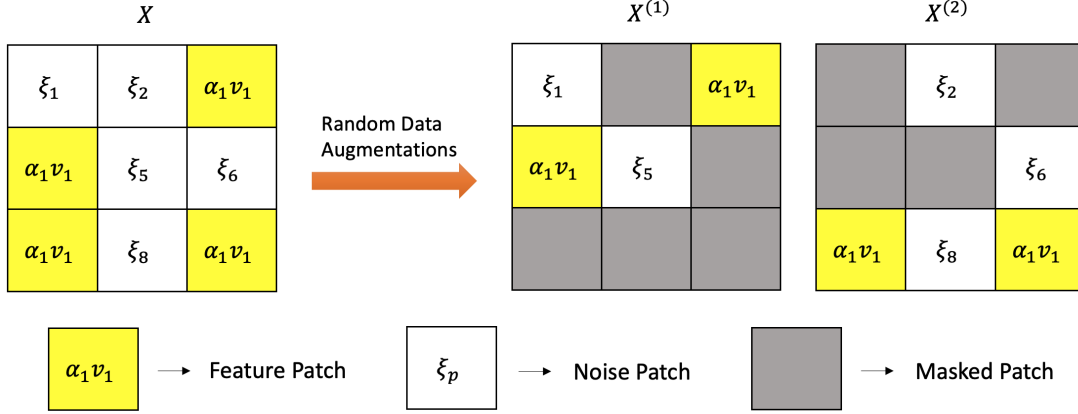 X X⁽¹⁾ X⁽²⁾
ξ₁ ξ₂ α₁v₁ ξ₁ α₁v₁ ξ₂
Random Data
Augmentations
α₁v₁ ξ₅ ξ₆ α₁v₁ ξ₅ ξ₆
α₁v₁ ξ₈ α₁v₁ α₁v₁ ξ₈ α₁v₁
α₁v₁ → Feature Patch ξₚ → Noise Patch → Masked Patch